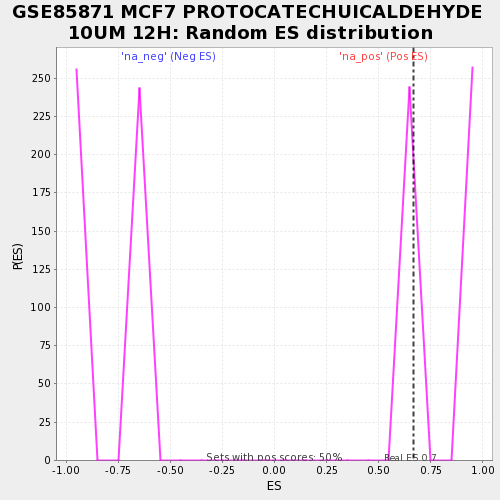 GSE85871 MCF7 PROTOCATECHUICALDEHYDE
10UM 12H: Random ES distribution
'na_neg' (Neg ES)
'na_pos' (Pos ES)
250
225
200
175
150
125
100
75
50
25
0
P(ES)
Sets with pos scores: 50%
Real ES 0.7
-1.00 -0.75 -0.50 -0.25 0.00 0.25 0.50 0.75 1.00
ES